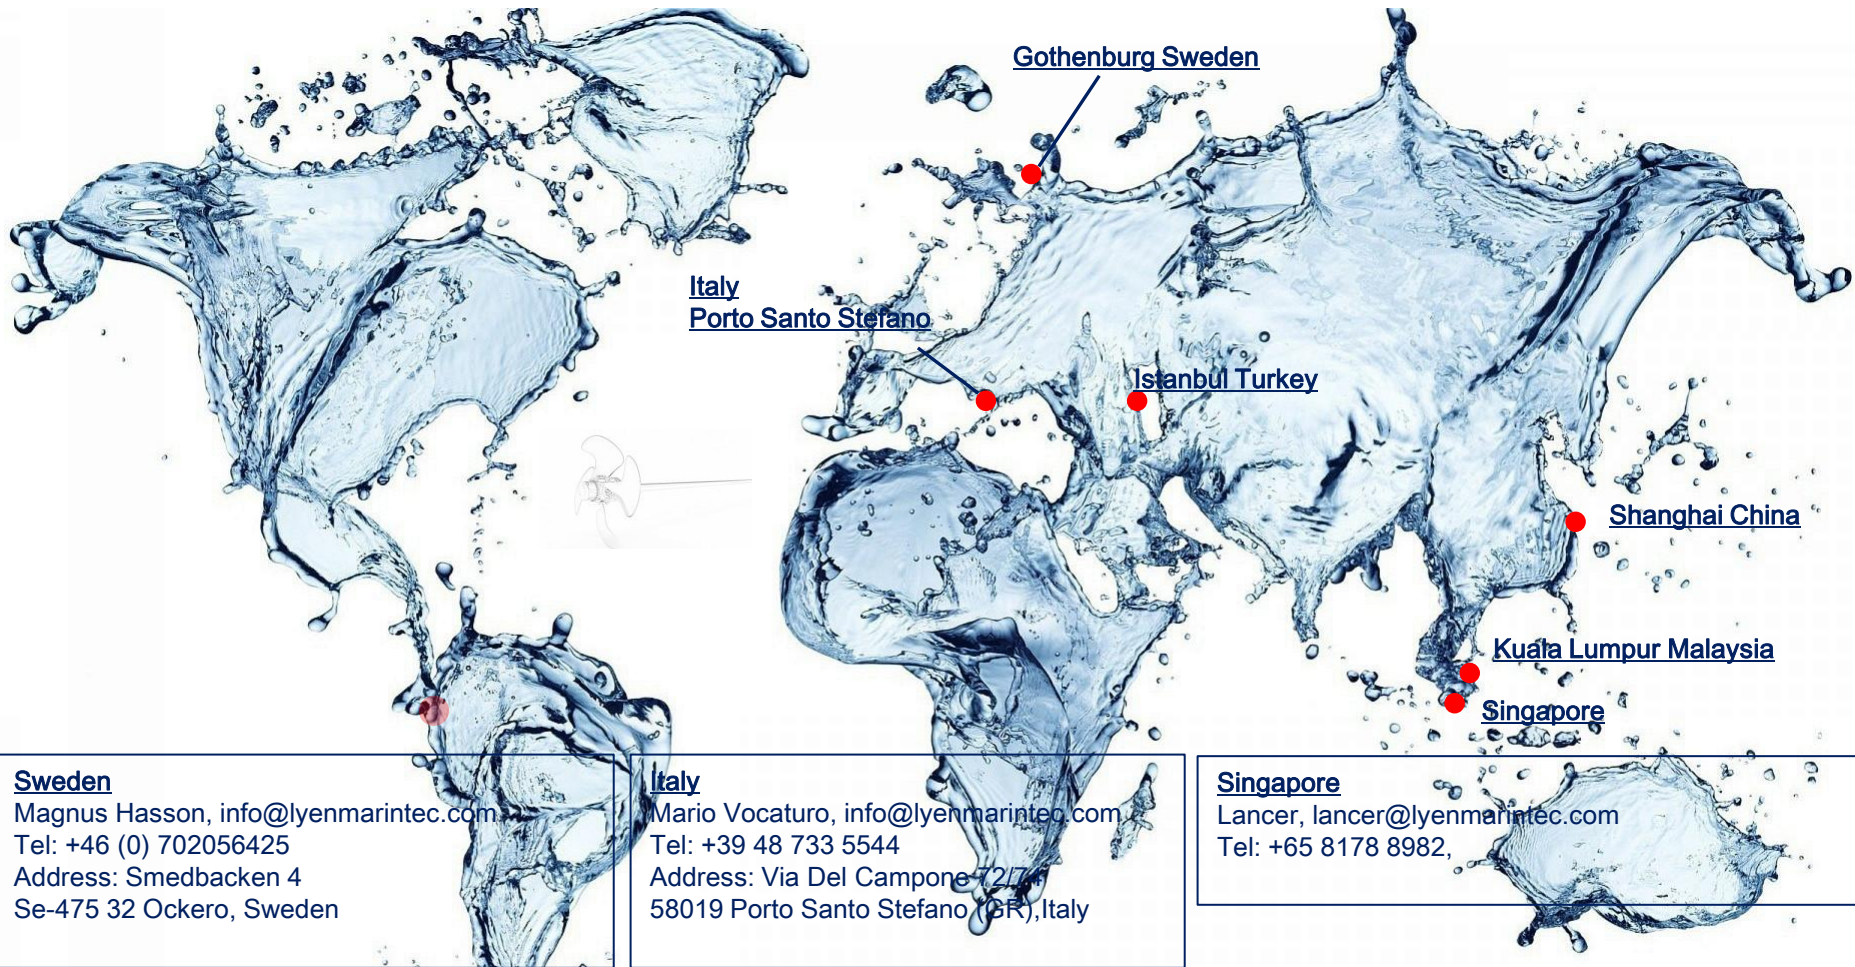 Gothenburg Sweden
Italy
Porto Santo Stefano
Istanbul Turkey
Shanghai China
Kuala Lumpur Malaysia
Singapore
Sweden
Magnus Hasson, info@lyenmarintec.com
Tel: +46 (0) 702056425
Address: Smedbacken 4
Se-475 32 Ockero, Sweden
Italy
Mario Vocaturo, info@lyenmarintec.com
Tel: +39 48 733 5544
Address: Via Del Campone 72/74
58019 Porto Santo Stefano (GR),Italy
Singapore
Lancer, lancer@lyenmarintec.com
Tel: +65 8178 8982,